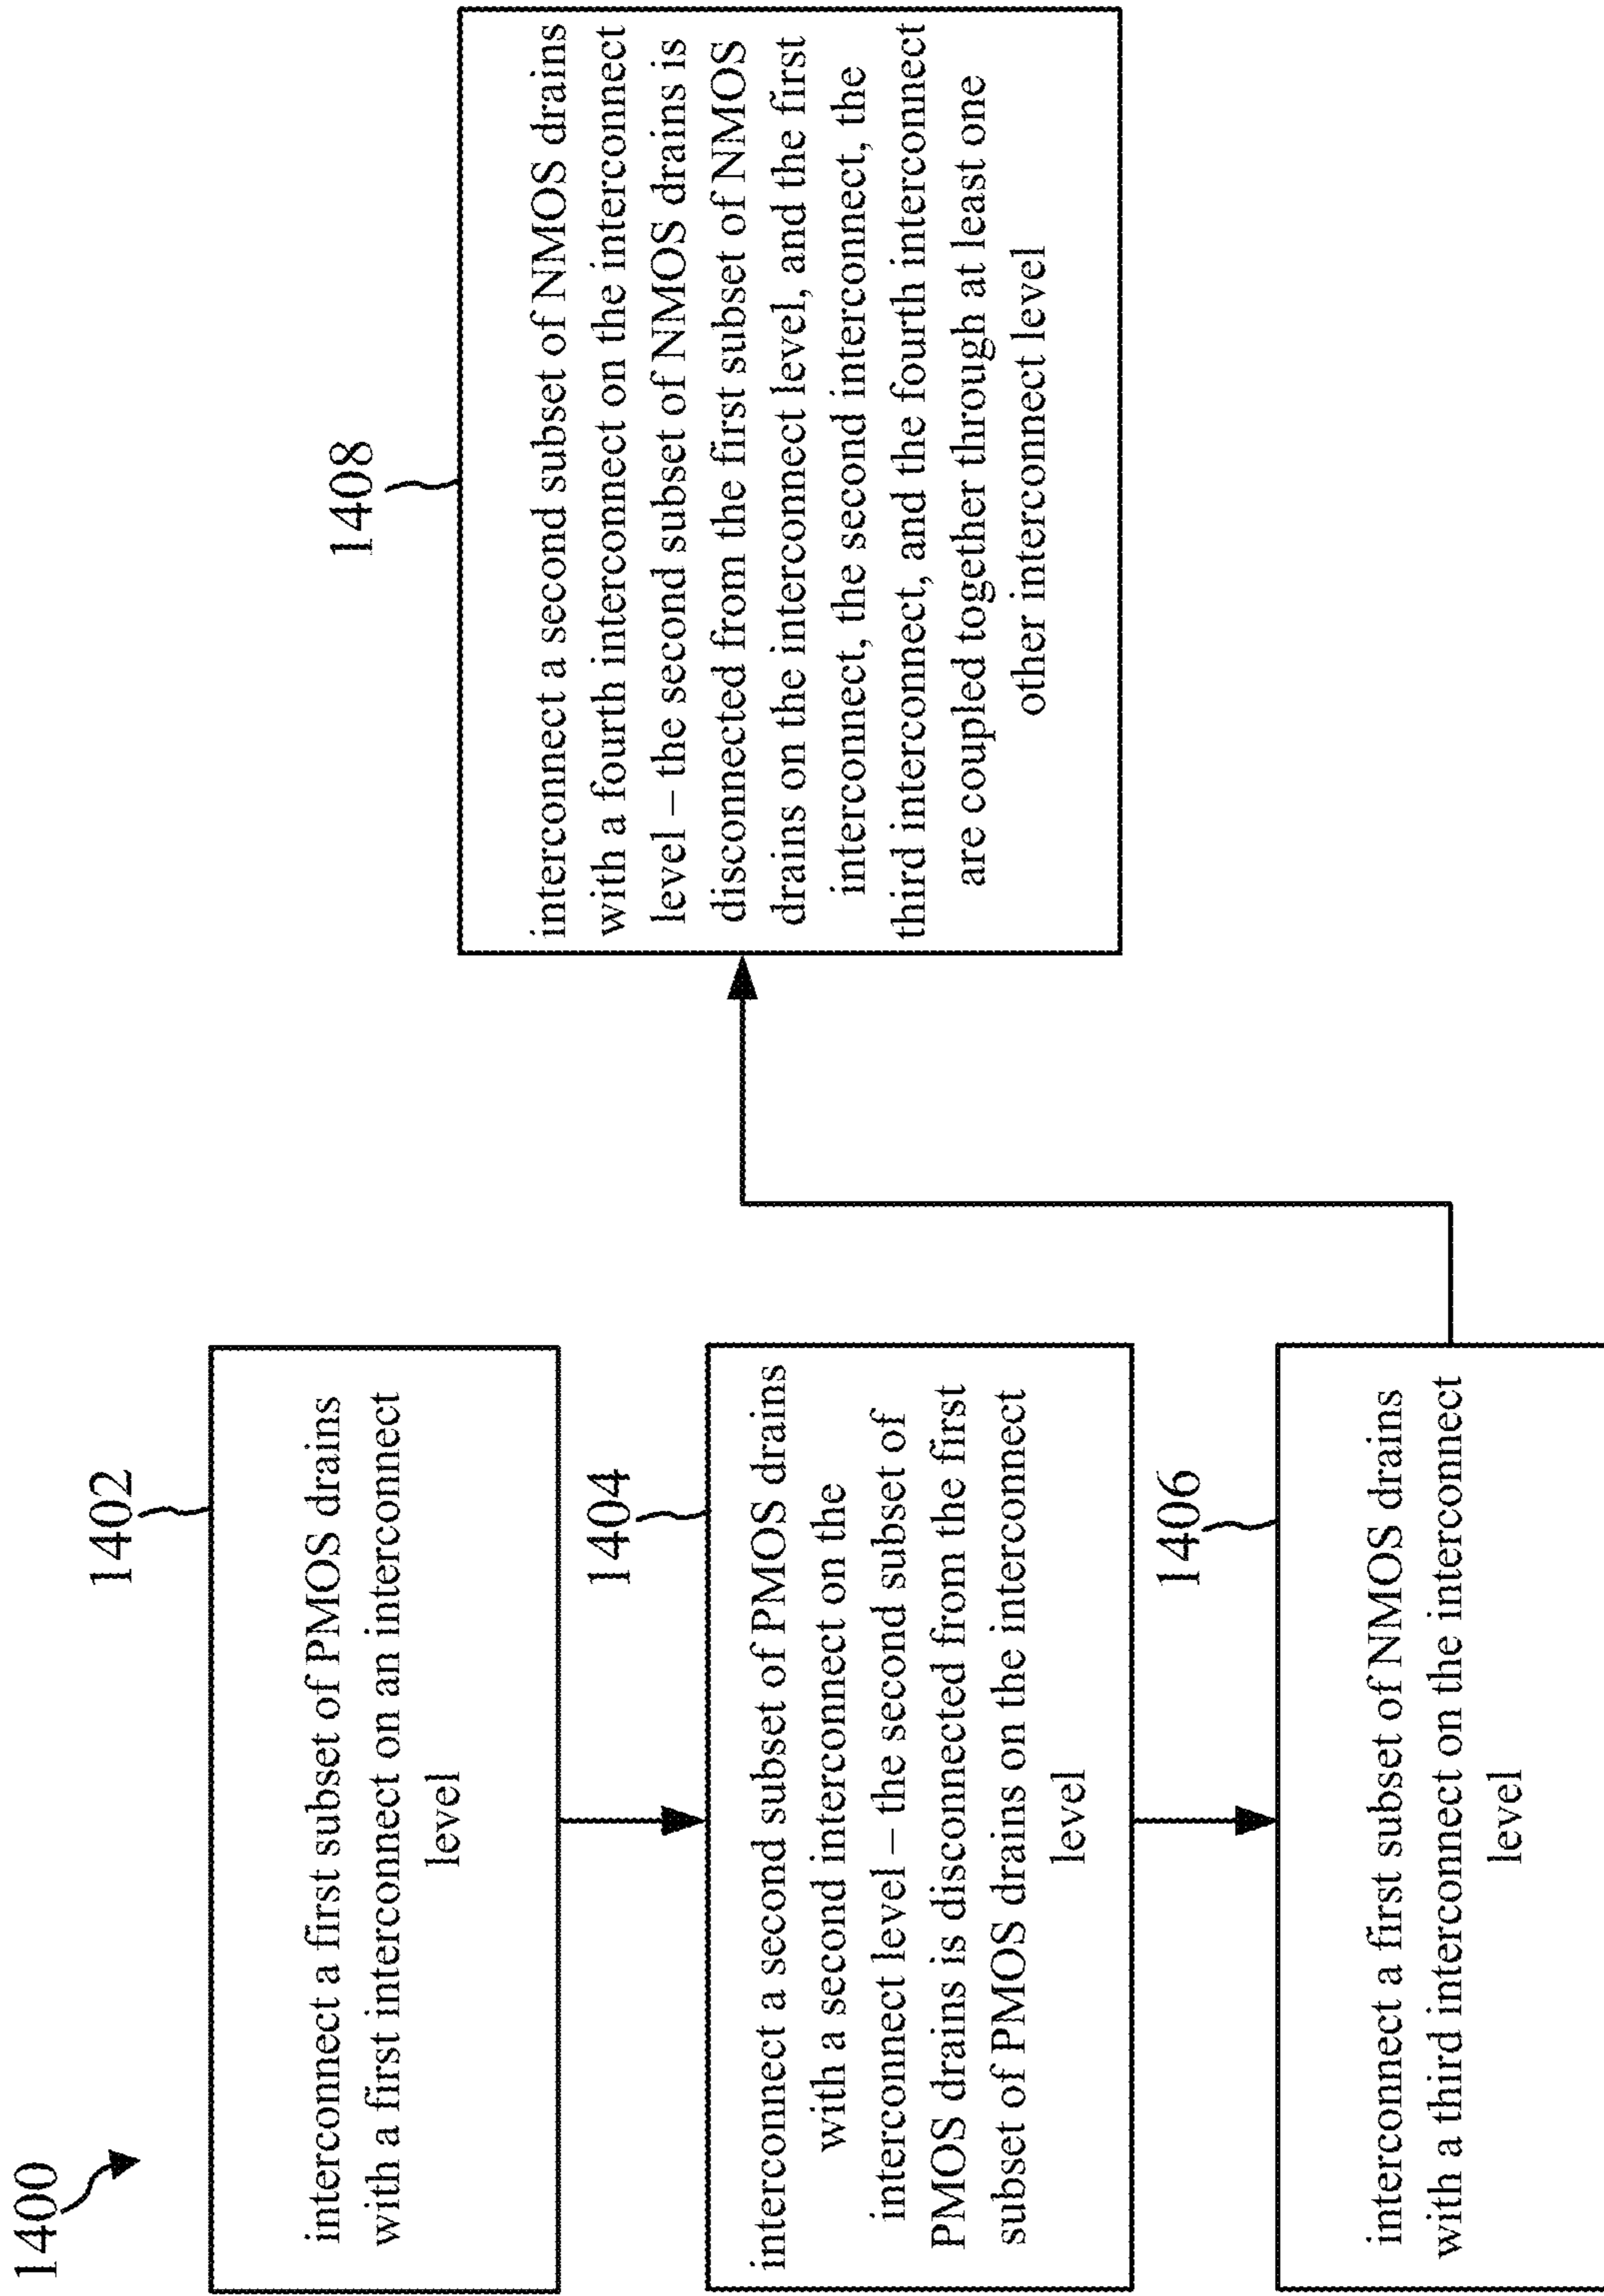 1400
1402
interconnect a first subset of PMOS drains
with a first interconnect on an interconnect
level
1404
interconnect a second subset of PMOS drains
with a second interconnect on the
interconnect level – the second subset of
PMOS drains is disconnected from the first
subset of PMOS drains on the interconnect
level
1406
interconnect a first subset of NMOS drains
with a third interconnect on the interconnect
level
1408
interconnect a second subset of NMOS drains
with a fourth interconnect on the interconnect
level – the second subset of NMOS drains is
disconnected from the first subset of NMOS
drains on the interconnect level, and the first
interconnect, the second interconnect, the
third interconnect, and the fourth interconnect
are coupled together through at least one
other interconnect level